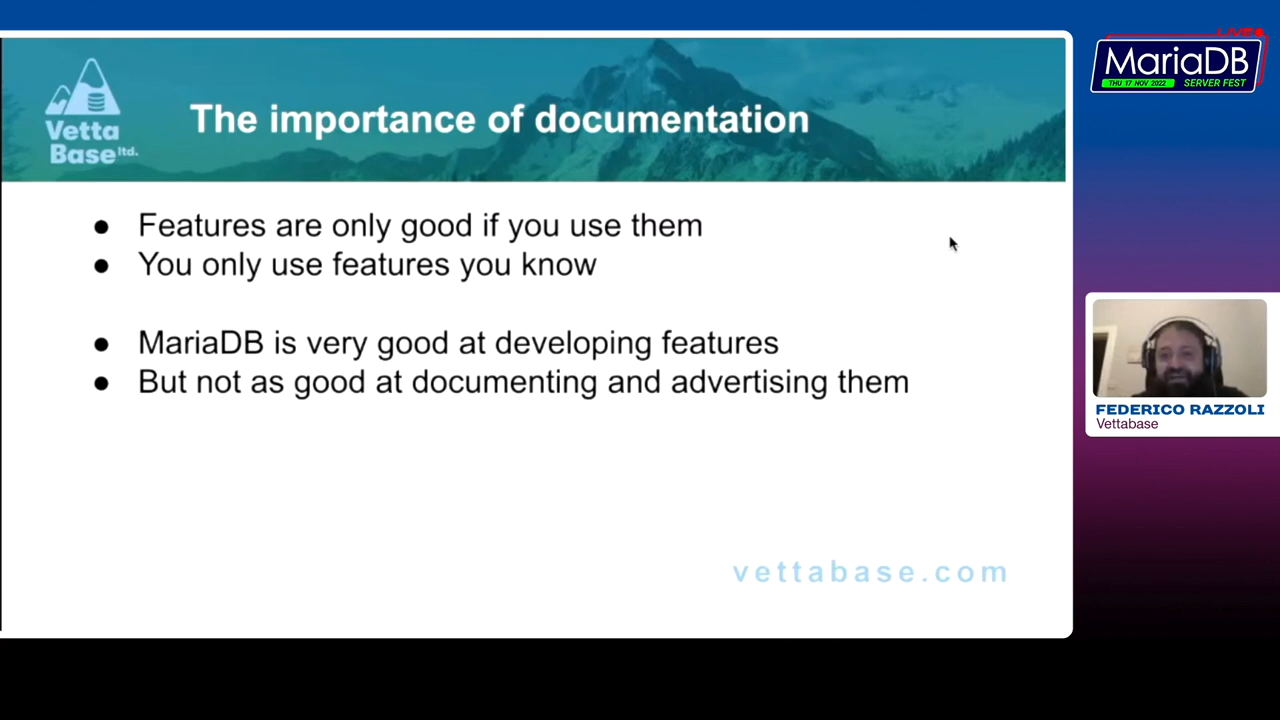 LIVE
MariaDB
THU 17 NOV 2022 SERVER FEST
Vetta
Base ltd.
The importance of documentation
● Features are only good if you use them
● You only use features you know
● MariaDB is very good at developing features
● But not as good at documenting and advertising them
vettabase.com
FEDERICO RAZZOLI
Vettabase